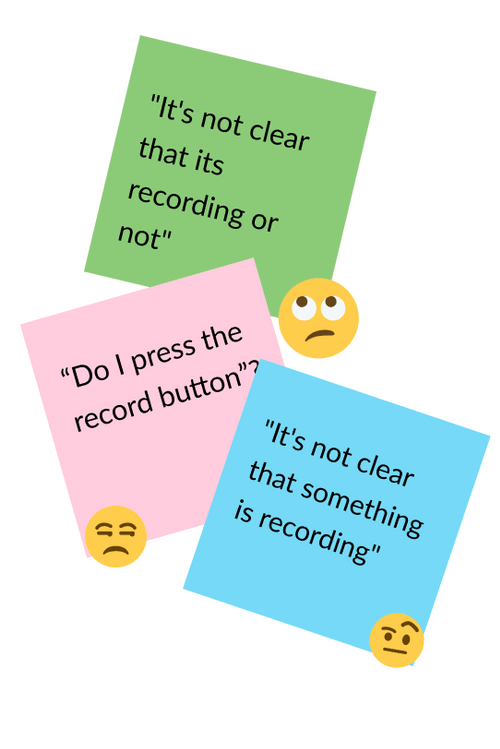 "It's not clear
that its
recording or
not"
“Do I press the
record button”?
"It's not clear
that something
is recording"